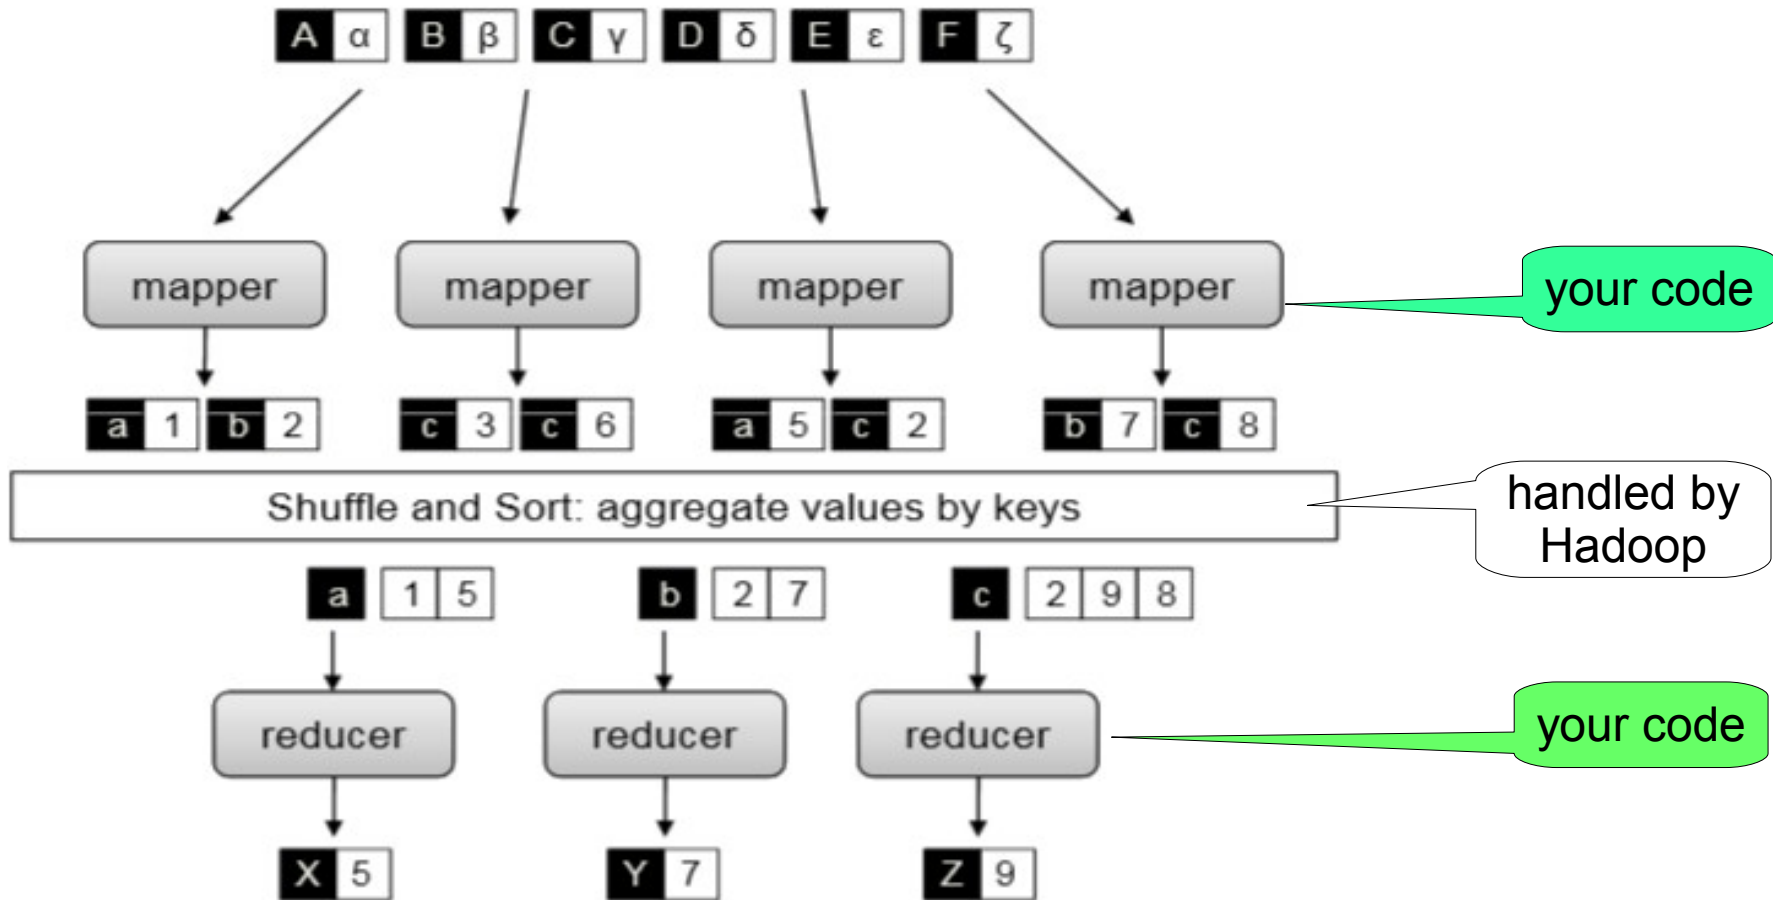 A α B β C γ D δ E ε F ζ
mapper mapper mapper mapper
your code
a 1 b 2 c 3 c 6 a 5 c 2 b 7 c 8
Shuffle and Sort: aggregate values by keys
handled by
Hadoop
a 1 5 b 2 7 c 2 9 8
reducer reducer reducer
your code
X 5 Y 7 Z 9